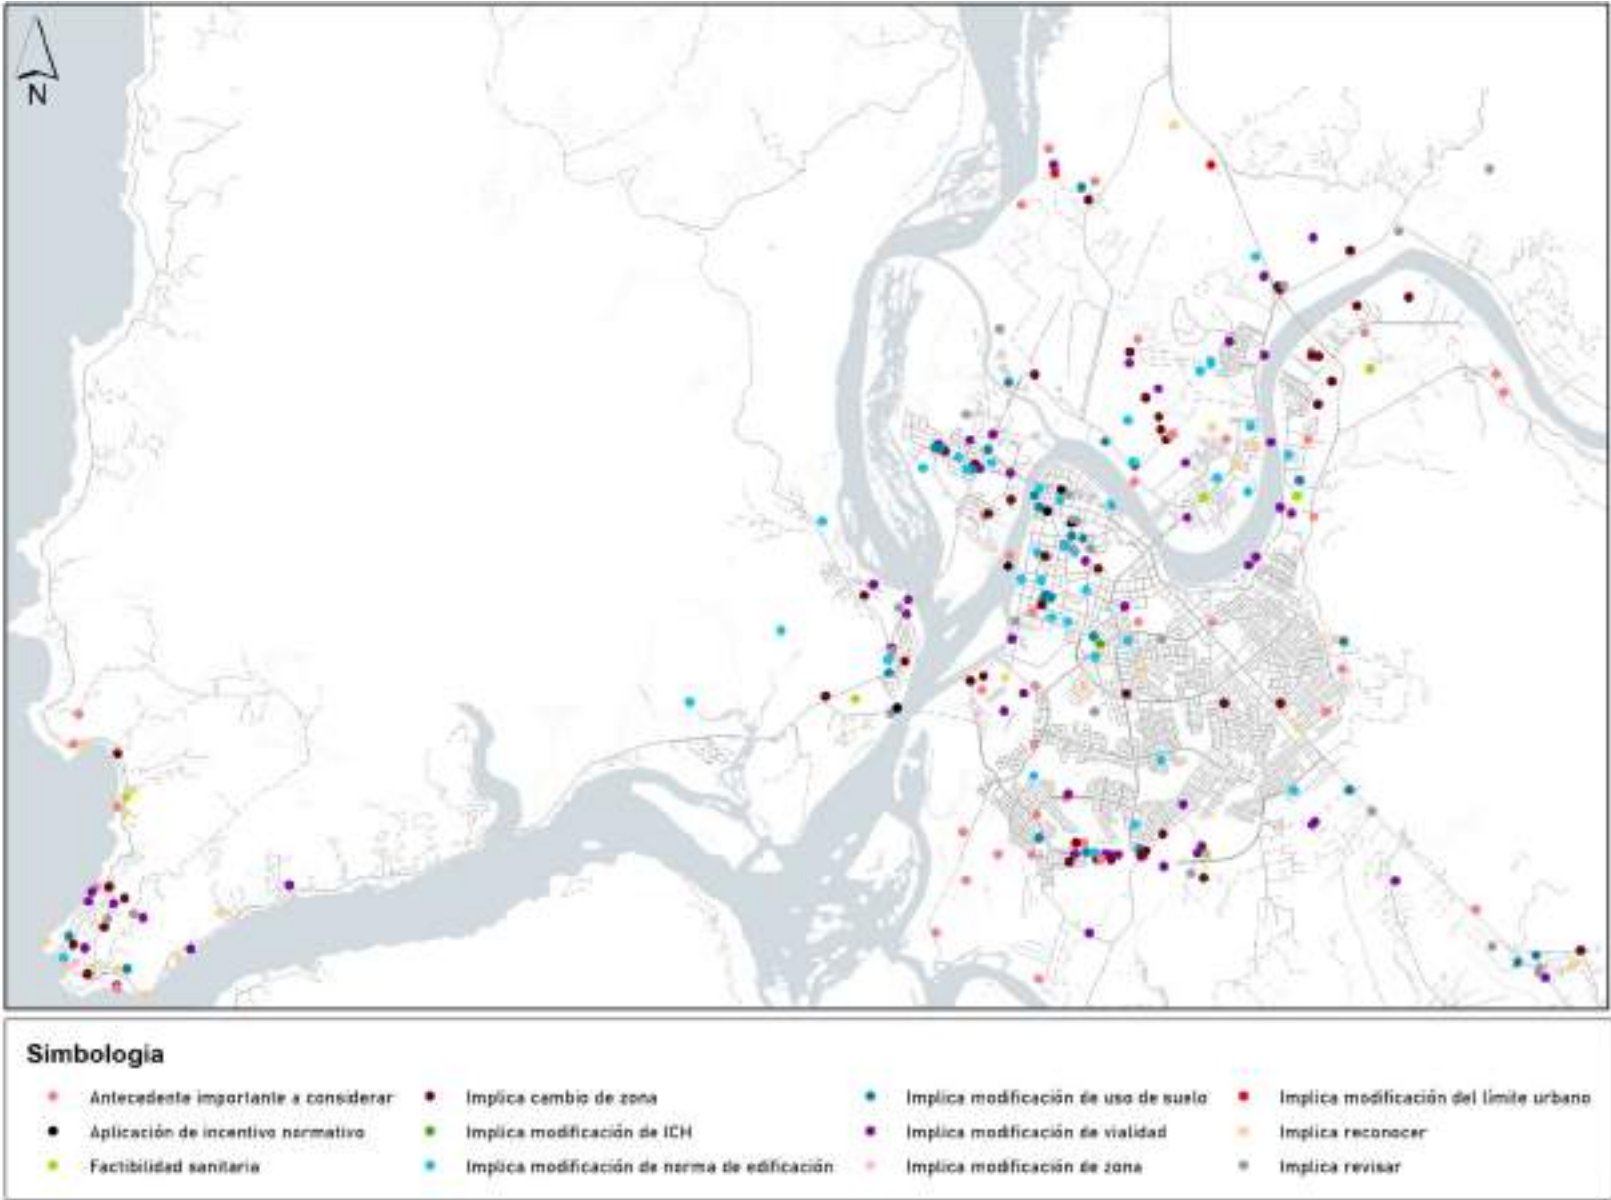 N
Simbologia
Antecedente importante a considerar
Aplicación de incentivo normativo
Factibilidad sanitaria
Implica cambio de zona
Implica modificación de ICH
Implica modificación de norma de edificación
Implica modificación de uso de suelo
Implica modificación de vialidad
Implica modificación de zona
Implica modificación del límite urbano
Implica reconocer
Implica revisar